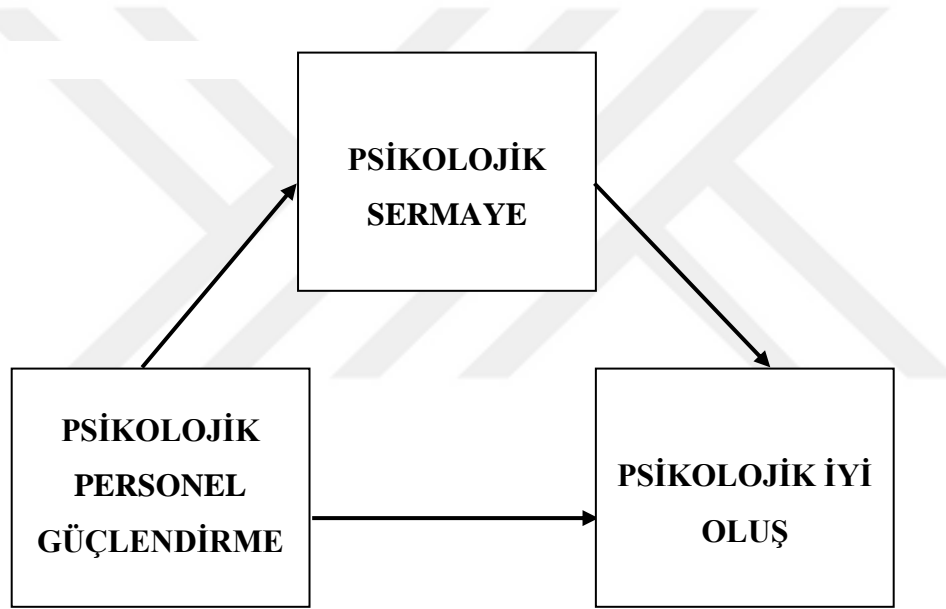 PSİKOLOJİK
SERMAYE
PSİKOLOJİK
PERSONEL
GÜÇLENDİRME
PSİKOLOJİK İYİ
OLUŞ